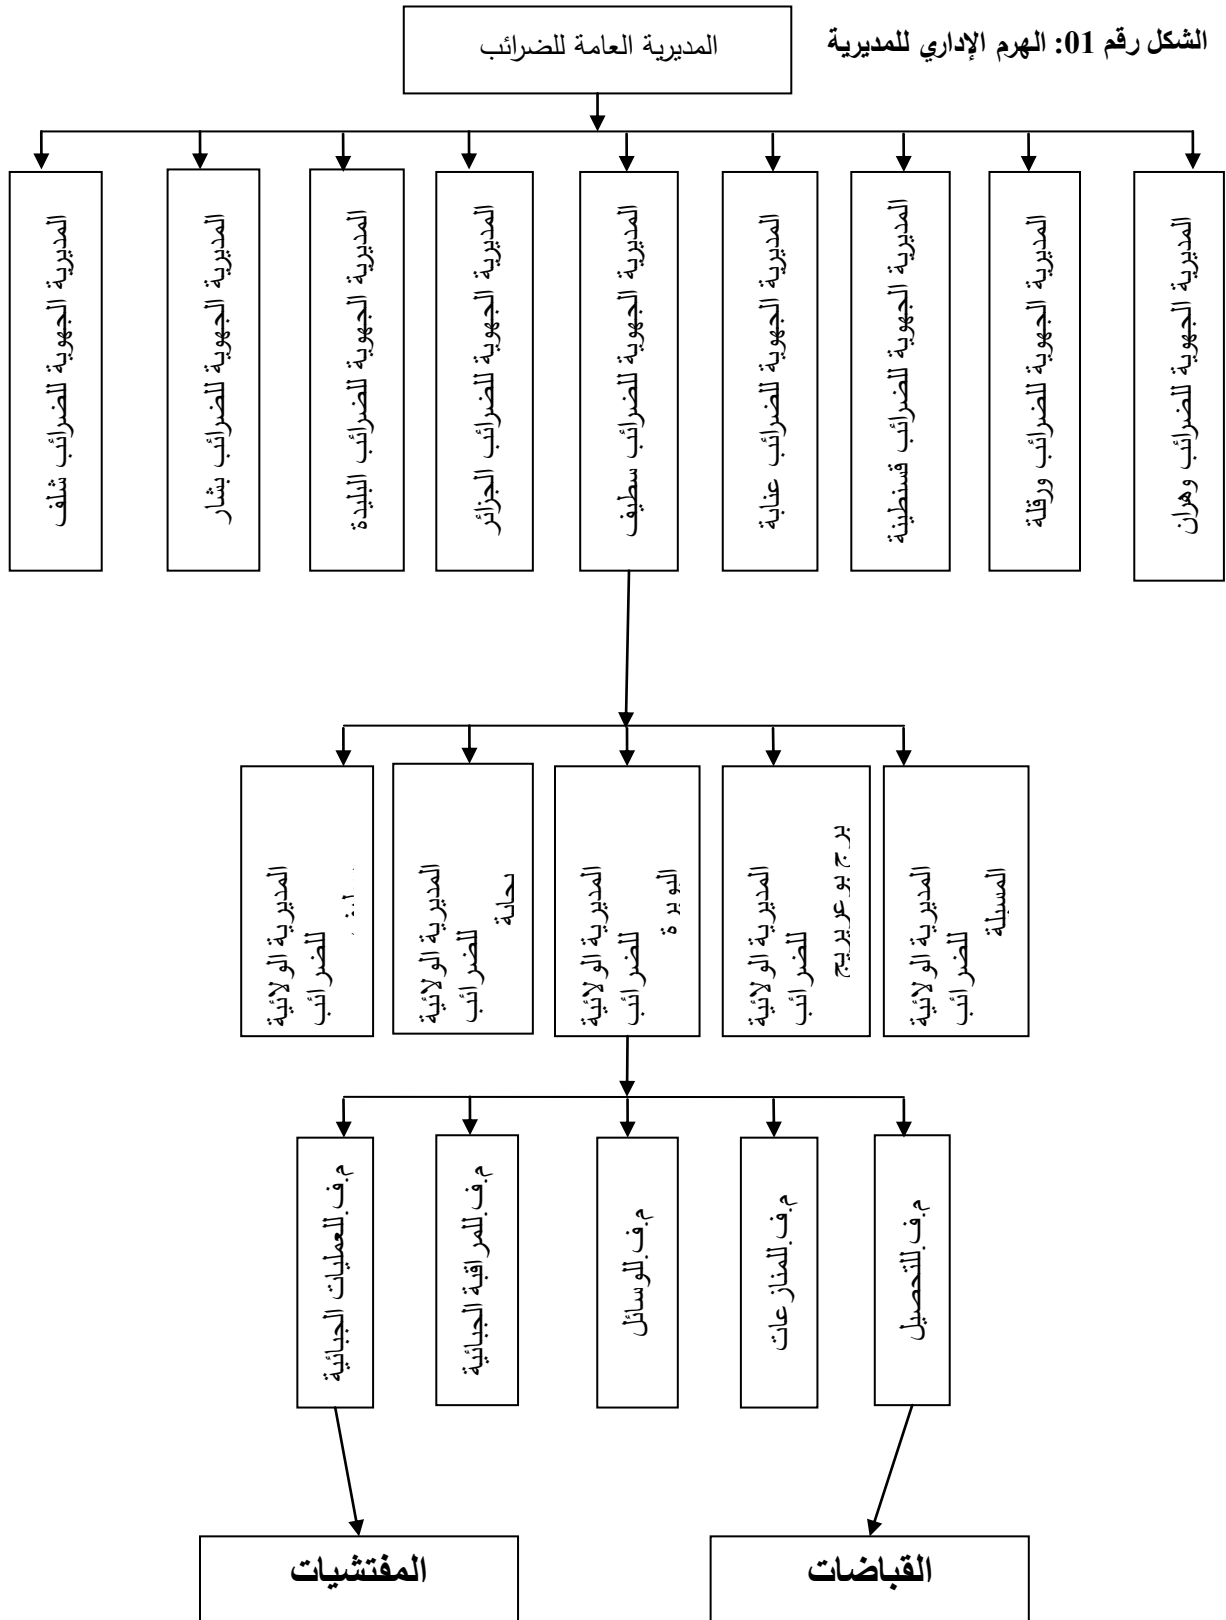 الشكل رقم 01: الهرم الإداري للمديرية
المديرية العامة للضرائب
المديرية الجهوية للضرائب وهران
المديرية الجهوية للضرائب ورقلة
المديرية الجهوية للضرائب قسنطينة
المديرية الجهوية للضرائب عنابة
المديرية الجهوية للضرائب سطيف
المديرية الجهوية للضرائب الجزائر
المديرية الجهوية للضرائب البليدة
المديرية الجهوية للضرائب بشار
المديرية الجهوية للضرائب شلف
المديرية الولائية
للضرائب
المسيلة
المديرية الولائية
للضرائب
برج بوعريريج
المديرية الولائية
للضرائب
البويرة
المديرية الولائية
للضرائب
بجاية
المديرية الولائية
للضرائب
م.ف.للتحصيل
م.ف.للمنازعات
م.ف.للوسائل
م.ف.للمراقبة الجبائية
م.ف.للعمليات الجبائية
القباضات
المفتشيات